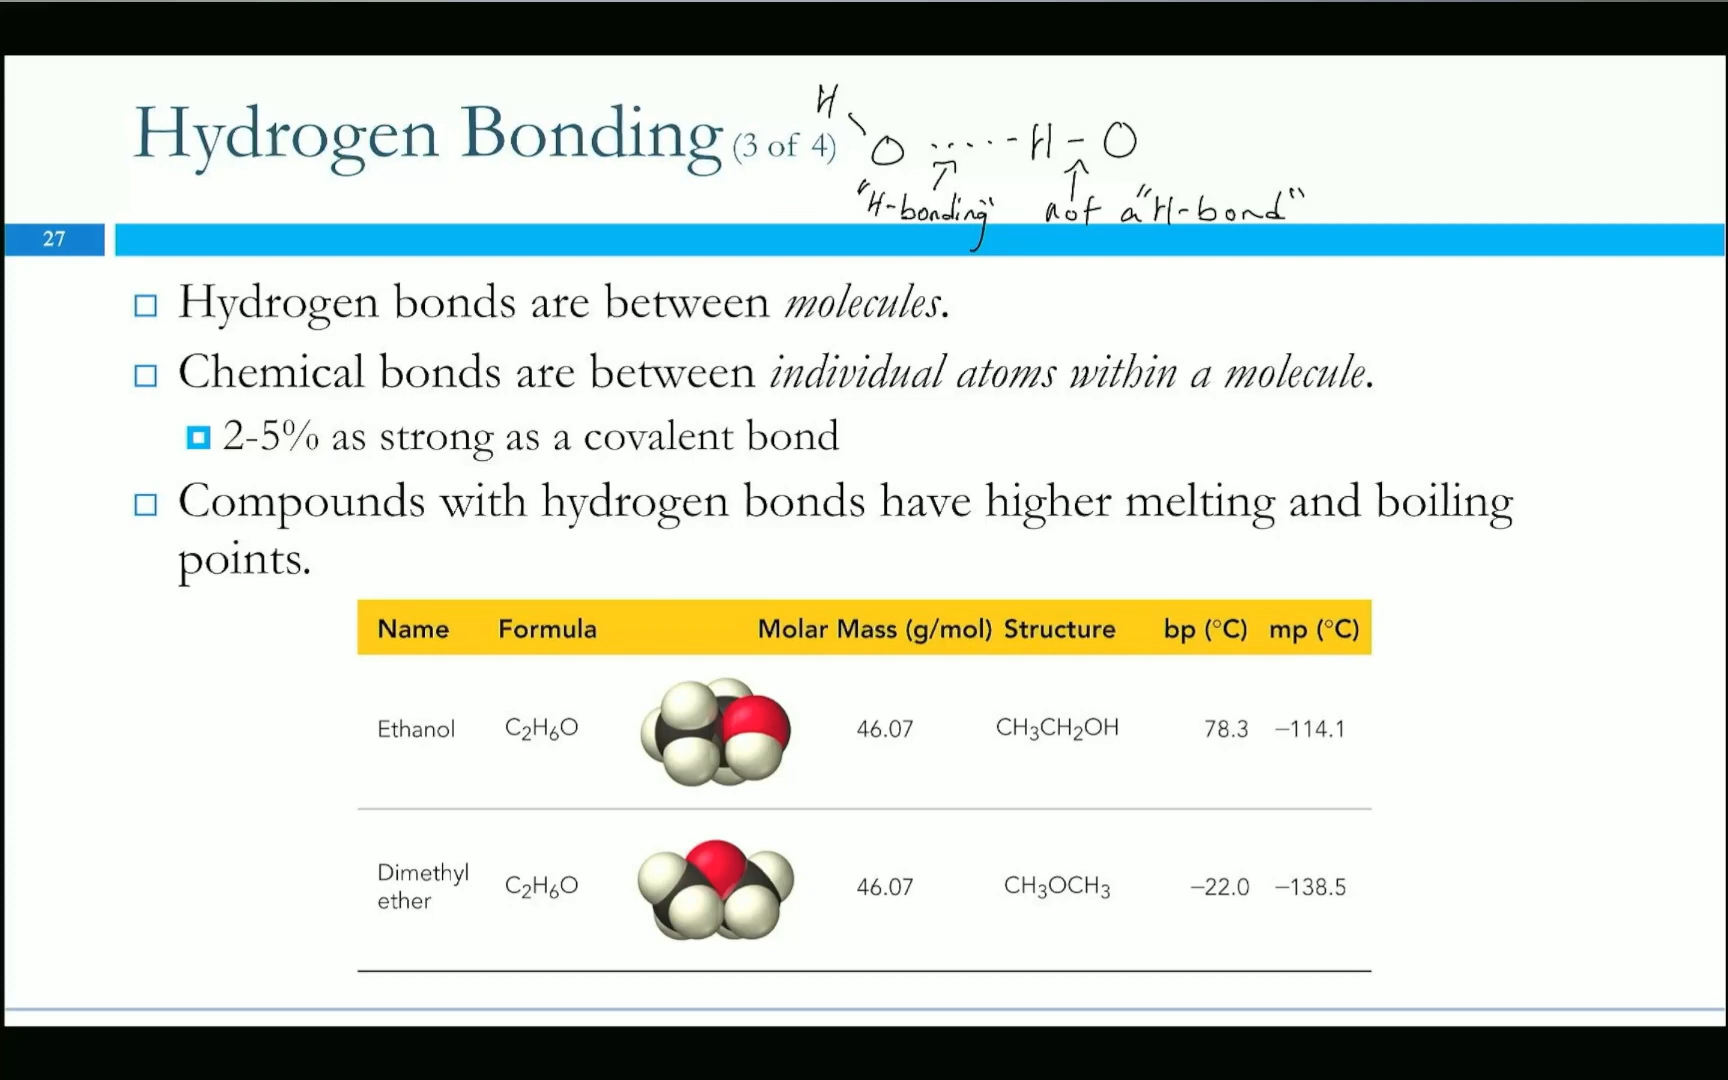 Hydrogen Bonding (3 of 4)
H
O ····- H - O
"H-bonding" not a "H-bond"
27
Hydrogen bonds are between molecules.
Chemical bonds are between individual atoms within a molecule.
2-5% as strong as a covalent bond
Compounds with hydrogen bonds have higher melting and boiling
points.
Name Formula Molar Mass (g/mol) Structure bp (°C) mp (°C)
Ethanol C₂H₆O 46.07 CH₃CH₂OH 78.3 −114.1
Dimethyl
ether C₂H₆O 46.07 CH₃OCH₃ −22.0 −138.5